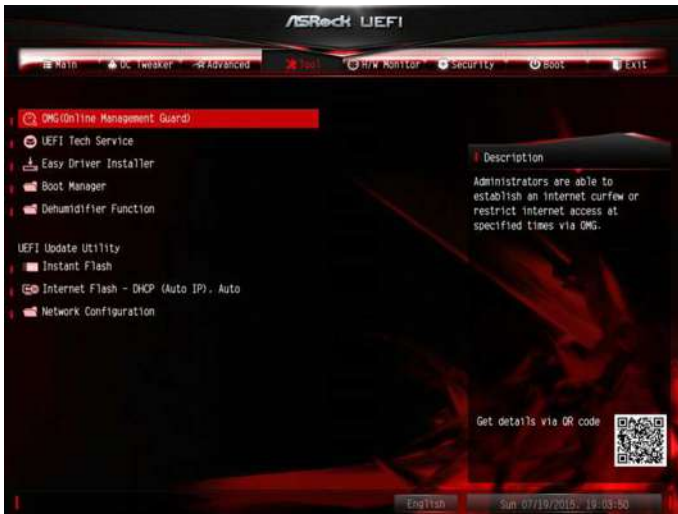 ASRock UEFI
Main OC Tweaker Advanced Tool H/W Monitor Security Boot Exit
OMG(Online Management Guard)
UEFI Tech Service
Easy Driver Installer
Boot Manager
Dehumidifier Function
UEFI Update Utility
Instant Flash
Internet Flash - DHCP (Auto IP), Auto
Network Configuration
Description
Administrators are able to
establish an internet curfew or
restrict internet access at
specified times via OMG.
Get details via QR code
English
Sun 07/19/2015, 19:03:50